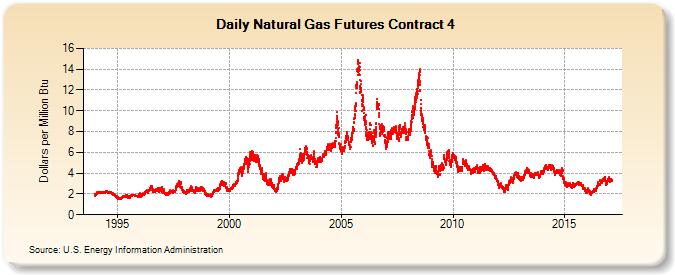 Daily Natural Gas Futures Contract 4
Dollars per Million Btu
16
14
12
10
8
6
4
2
0
1995 2000 2005 2010 2015
Source: U.S. Energy Information Administration